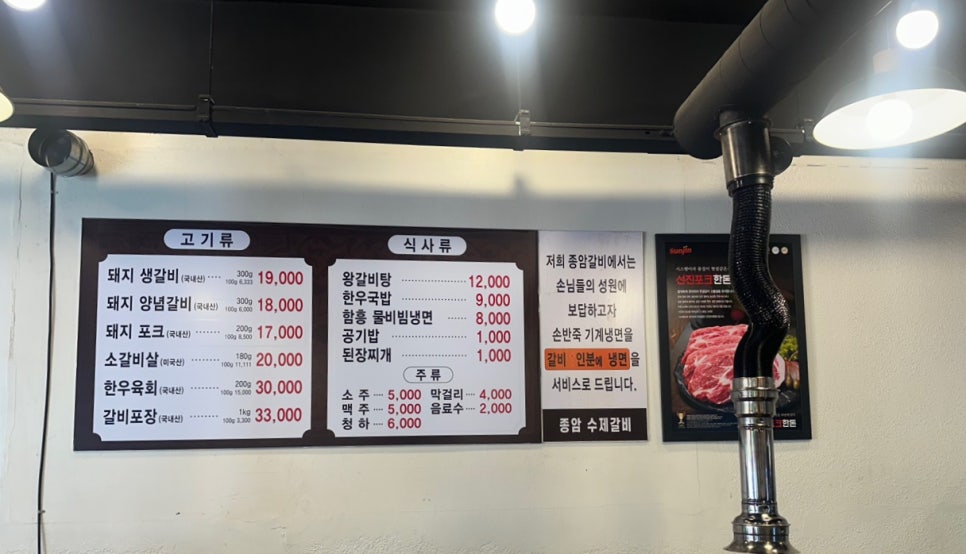 고기류
돼지 생갈비 (국내산) ········ 300g 100g 6,333 19,000
돼지 양념갈비 (국내산) ··· 300g 100g 6,000 18,000
돼지 포크 (국내산) ········ 200g 100g 8,500 17,000
소갈비살 (미국산) ········ 180g 100g 11,111 20,000
한우육회 (국내산) ········ 200g 100g 15,000 30,000
갈비포장 (국내산) ········ 1kg 100g 3,300 33,000
식사류
왕갈비탕 ········ 12,000
한우국밥 ········ 9,000
함흥 물비빔냉면 ····· 8,000
공기밥 ········ 1,000
된장찌개 ········ 1,000
주류
소 주 ···· 5,000 막걸리 ···· 4,000
맥 주 ···· 5,000 음료수 ···· 2,000
청 하 ···· 6,000
저희 종암갈비에서는
손님들의 성원에
보답하고자
손반죽 기계냉면을
갈비 인분에 냉면을
서비스로 드립니다.
종암 수제갈비
sunjin
선진포크한돈
한돈